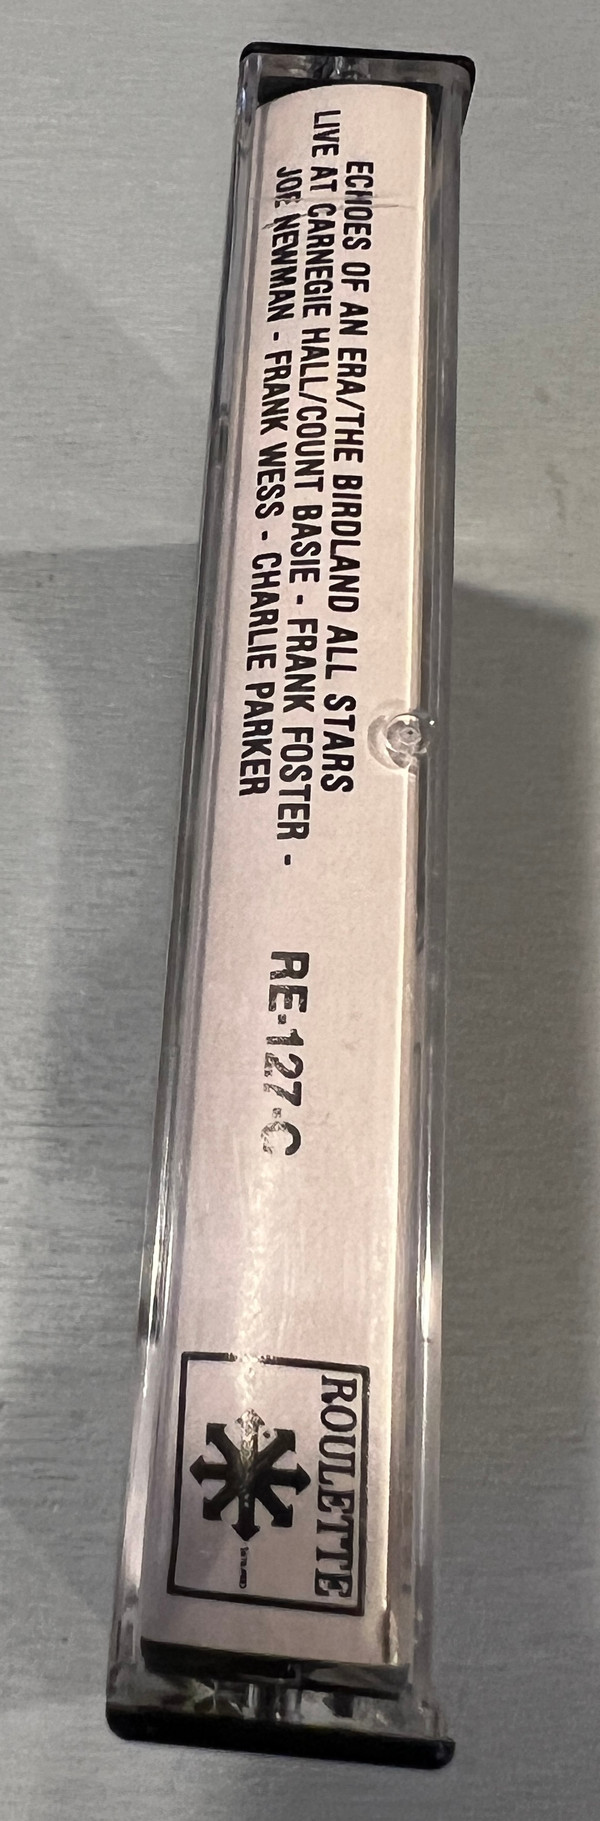 ECHOES OF AN ERA/THE BIRDLAND ALL STARS
LIVE AT CARNEGIE HALL/COUNT BASIE - FRANK FOSTER -
JOE NEWMAN - FRANK WESS - CHARLIE PARKER
RE-127-C
ROULETTE